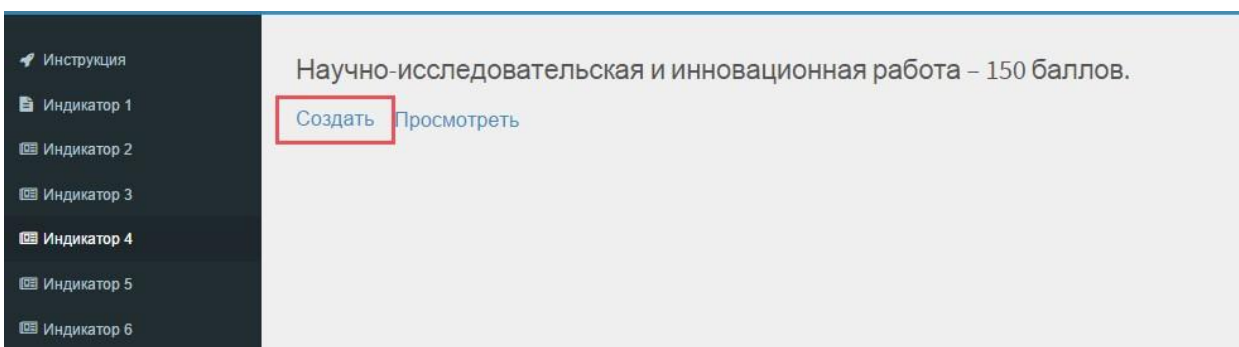 Инструкция
Индикатор 1
Индикатор 2
Индикатор 3
Индикатор 4
Индикатор 5
Индикатор 6
Научно-исследовательская и инновационная работа – 150 баллов.
Создать Просмотреть